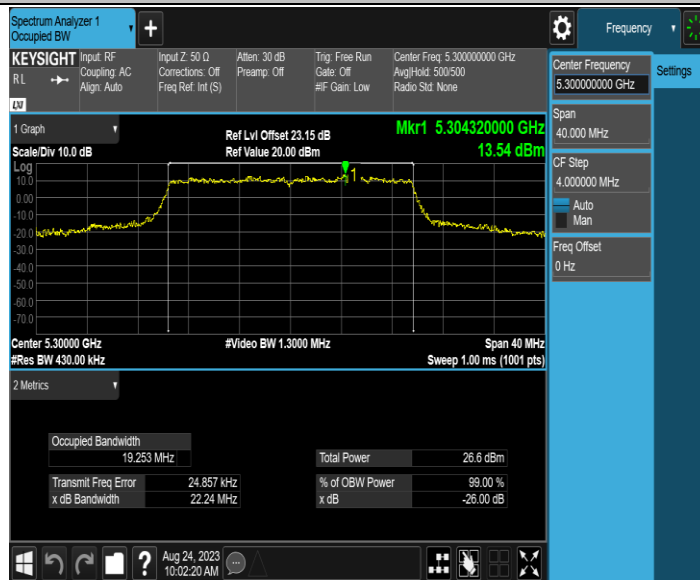 Spectrum Analyzer 1
Occupied BW
+
Frequency
KEYSIGHT
RL
LXI
Input: RF
Coupling: AC
Align: Auto
Input Z: 50 Ω
Corrections: Off
Freq Ref: Int (S)
Atten: 30 dB
Preamp: Off
Trig: Free Run
Gate: Off
#IF Gain: Low
Center Freq: 5.300000000 GHz
Avg|Hold: 500/500
Radio Std: None
Center Frequency
5.300000000 GHz
Settings
Span
40.000 MHz
CF Step
4.000000 MHz
Auto
Man
Freq Offset
0 Hz
1 Graph
Scale/Div 10.0 dB
Ref Lvl Offset 23.15 dB
Ref Value 20.00 dBm
Mkr1 5.304320000 GHz
13.54 dBm
Log
10.0
0.00
-10.0
-20.0
-30.0
-40.0
-50.0
-60.0
-70.0
1
Center 5.30000 GHz
#Video BW 1.3000 MHz
Span 40 MHz
#Res BW 430.00 kHz
Sweep 1.00 ms (1001 pts)
2 Metrics
Occupied Bandwidth
19.253 MHz
Total Power 26.6 dBm
Transmit Freq Error 24.857 kHz
% of OBW Power 99.00 %
x dB Bandwidth 22.24 MHz
x dB -26.00 dB
?
Aug 24, 2023
10:02:20 AM